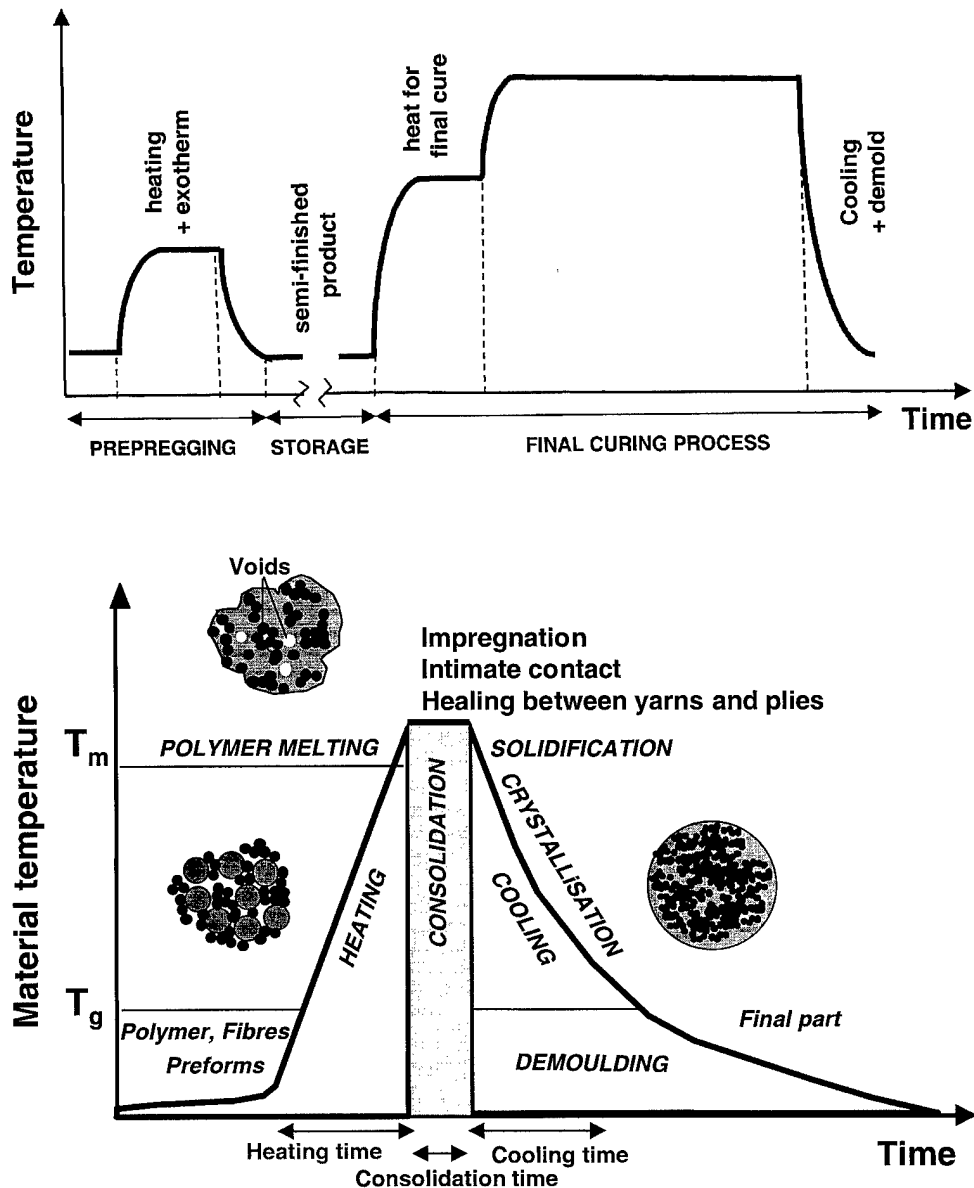 Temperature
heating
+ exotherm
semi-finished
product
heat for
final cure
Cooling
+ demold
Time
PREPREGGING
STORAGE
FINAL CURING PROCESS
Voids
Impregnation
Intimate contact
Healing between yarns and plies
Material temperature
Tm
POLYMER MELTING
SOLIDIFICATION
HEATING
CONSOLIDATION
COOLING
CRYSTALLiSATION
Tg
Polymer, Fibres
Preforms
Final part
DEMOULDING
Heating time
Consolidation time
Cooling time
Time